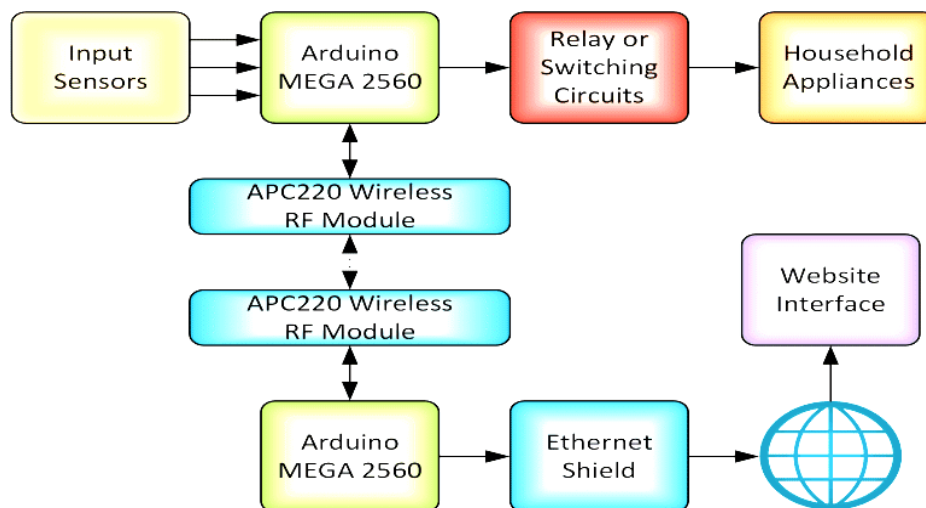 Input
Sensors
Arduino
MEGA 2560
Relay or
Switching
Circuits
Household
Appliances
APC220 Wireless
RF Module
APC220 Wireless
RF Module
Website
Interface
Arduino
MEGA 2560
Ethernet
Shield